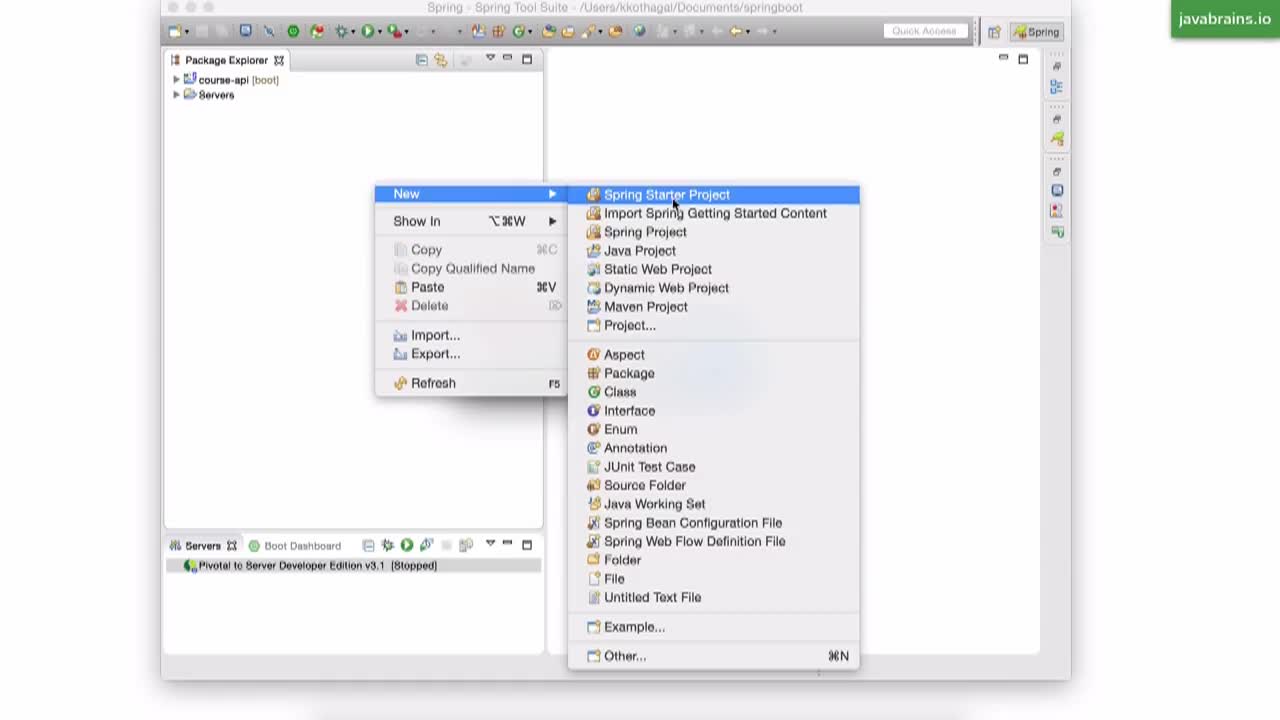 Spring - Spring Tool Suite - /Users/kkothagal/Documents/springboot
javabrains.io
Quick Access
Spring
Package Explorer
course-api [boot]
Servers
New
Show In ⌥⌘W
Copy ⌘C
Copy Qualified Name
Paste ⌘V
Delete
Import...
Export...
Refresh F5
Spring Starter Project
Import Spring Getting Started Content
Spring Project
Java Project
Static Web Project
Dynamic Web Project
Maven Project
Project...
Aspect
Package
Class
Interface
Enum
Annotation
JUnit Test Case
Source Folder
Java Working Set
Spring Bean Configuration File
Spring Web Flow Definition File
Folder
File
Untitled Text File
Example...
Other... ⌘N
Servers
Boot Dashboard
Pivotal tc Server Developer Edition v3.1 [Stopped]